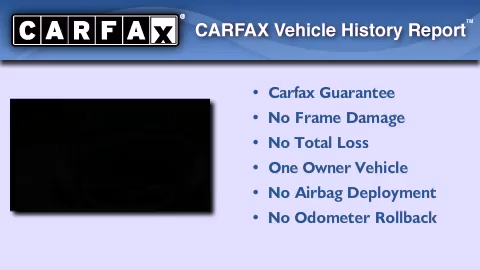 CARFAX® CARFAX Vehicle History Report™
• Carfax Guarantee
• No Frame Damage
• No Total Loss
• One Owner Vehicle
• No Airbag Deployment
• No Odometer Rollback